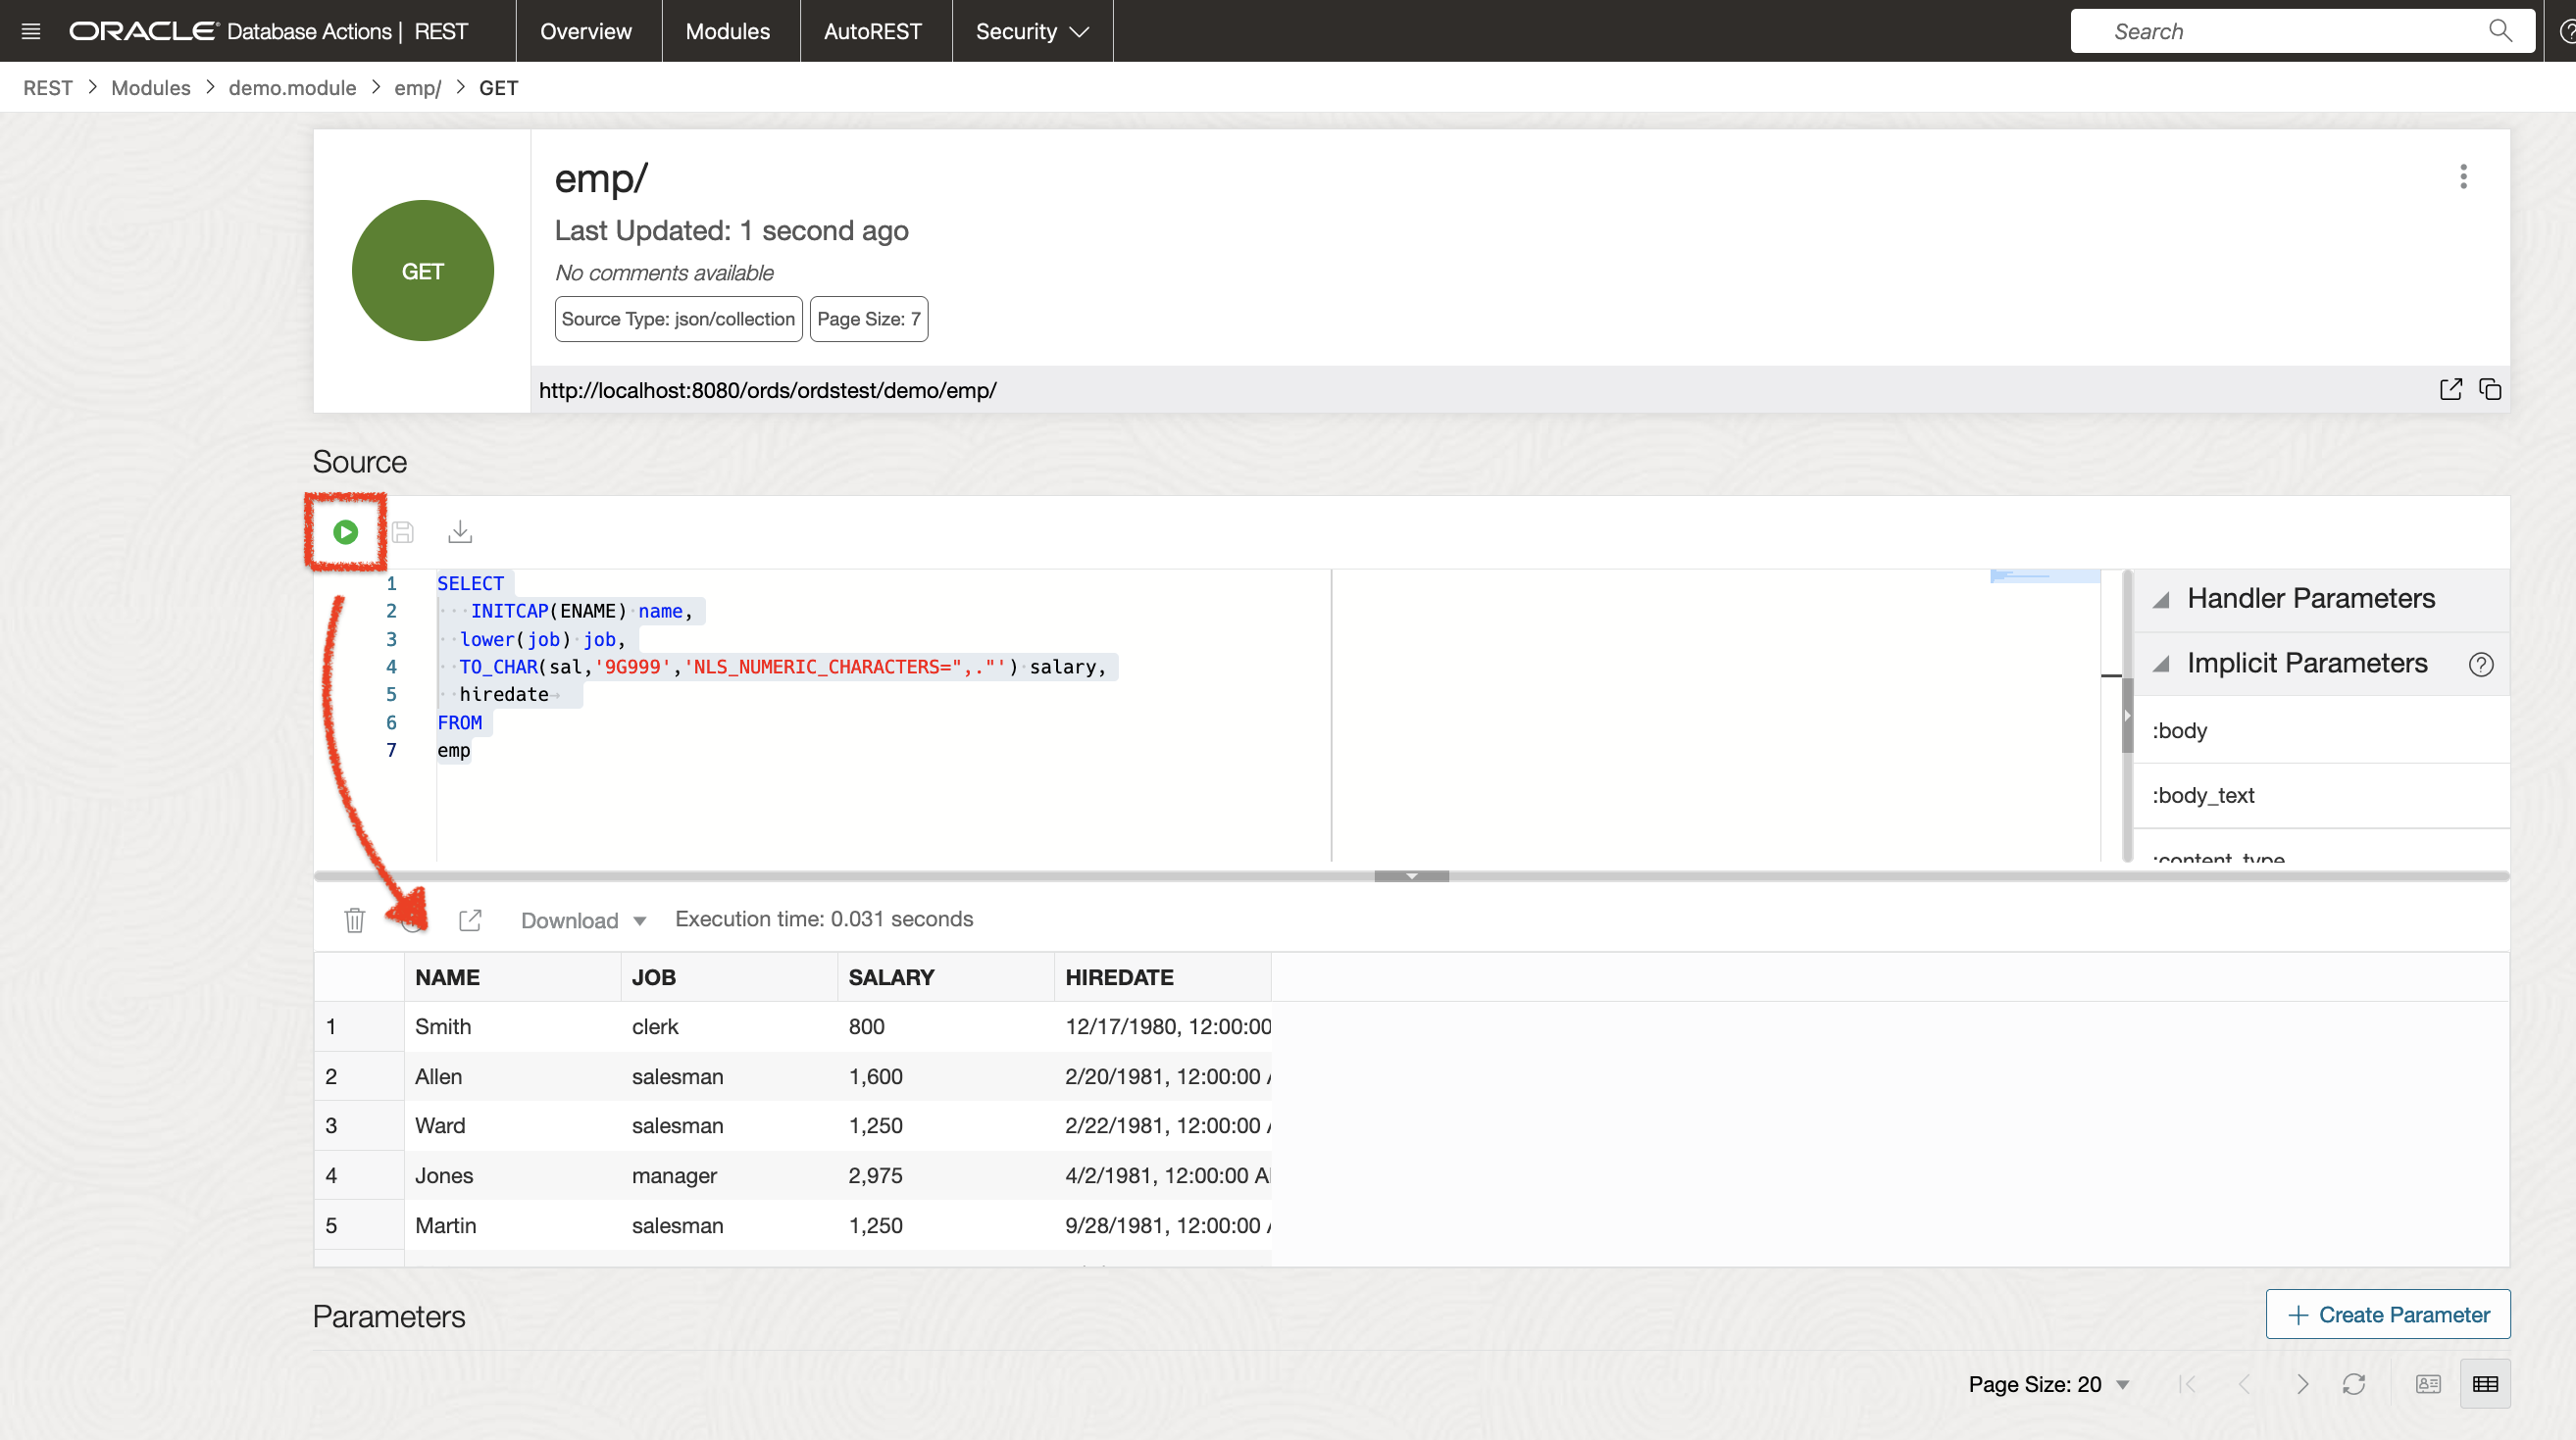 ORACLE Database Actions | REST Overview Modules AutoREST Security Search
REST > Modules > demo.module > emp/ > GET
GET
emp/
Last Updated: 1 second ago
No comments available
Source Type: json/collection Page Size: 7
http://localhost:8080/ords/ordstest/demo/emp/
Source
1 SELECT
2 INITCAP(ENAME) name,
3 lower(job) job,
4 TO_CHAR(sal,'9G999','NLS_NUMERIC_CHARACTERS=",."') salary,
5 hiredate
6 FROM
7 emp
Handler Parameters
Implicit Parameters
:body
:body_text
:content_type
Download Execution time: 0.031 seconds
NAME JOB SALARY HIREDATE
1 Smith clerk 800 12/17/1980, 12:00:00
2 Allen salesman 1,600 2/20/1981, 12:00:00
3 Ward salesman 1,250 2/22/1981, 12:00:00
4 Jones manager 2,975 4/2/1981, 12:00:00 A
5 Martin salesman 1,250 9/28/1981, 12:00:00
Parameters
+ Create Parameter
Page Size: 20